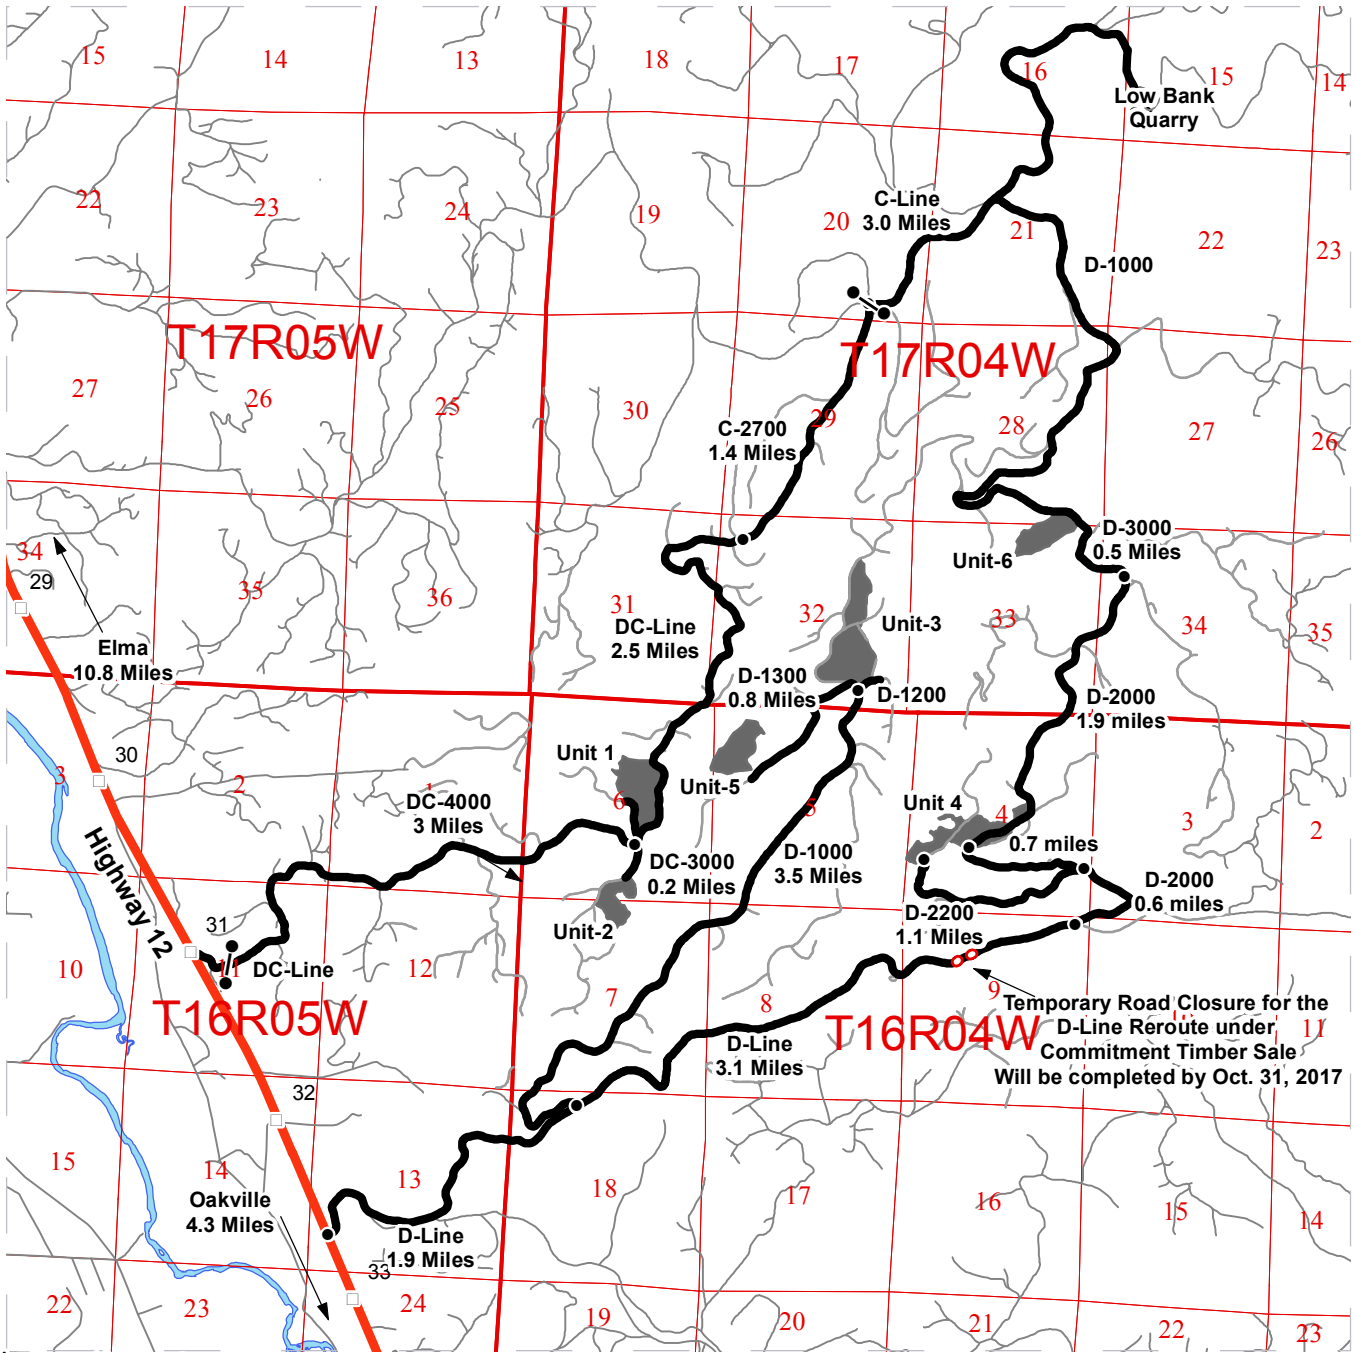 15
14
13
18
17
16
15
14
Low Bank
Quarry
22
23
24
19
20
C-Line
3.0 Miles
21
22
23
D-1000
T17R05W
T17R04W
27
26
25
30
29
28
27
26
C-2700
1.4 Miles
34
29
35
36
31
32
33
34
35
Unit-6
D-3000
0.5 Miles
Unit-3
Elma
10.8 Miles
DC-Line
2.5 Miles
D-1300
0.8 Miles
D-1200
D-2000
1.9 miles
30
3
2
1
6
5
4
3
2
Unit 1
Unit-5
Unit 4
DC-4000
3 Miles
0.7 miles
Highway 12
DC-3000
0.2 Miles
D-1000
3.5 Miles
D-2000
0.6 miles
D-2200
1.1 Miles
Unit-2
31
10
11
DC-Line
12
7
8
9
11
T16R05W
T16R04W
Temporary Road Closure for the
D-Line Reroute under
Commitment Timber Sale
Will be completed by Oct. 31, 2017
D-Line
3.1 Miles
32
15
14
13
18
17
16
15
14
Oakville
4.3 Miles
D-Line
1.9 Miles
33
22
23
24
19
20
21
22
23